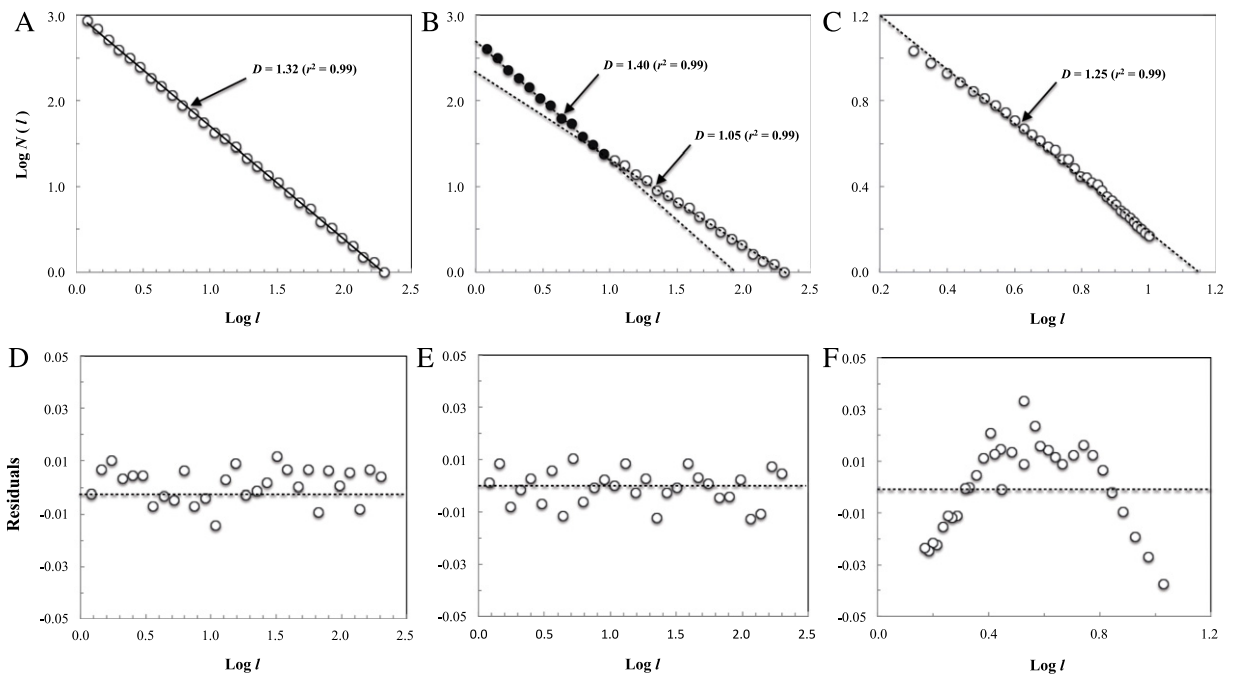 A
3.0
2.0
1.0
0.0
Log N ( l )
D = 1.32 (r² = 0.99)
0.0 0.5 1.0 1.5 2.0 2.5
Log l
B
3.0
2.0
1.0
0.0
D = 1.40 (r² = 0.99)
D = 1.05 (r² = 0.99)
0.0 0.5 1.0 1.5 2.0 2.5
Log l
C
1.2
0.8
0.4
0.0
D = 1.25 (r² = 0.99)
0.2 0.4 0.6 0.8 1 1.2
Log l
D
0.05
0.03
0.01
-0.01
-0.03
-0.05
Residuals
0.0 0.5 1.0 1.5 2.0 2.5
Log l
E
0.05
0.03
0.01
-0.01
-0.03
-0.05
0.0 0.5 1.0 1.5 2.0 2.5
Log l
F
0.05
0.03
0.01
-0.01
-0.03
-0.05
0.0 0.4 0.8 1.2
Log l